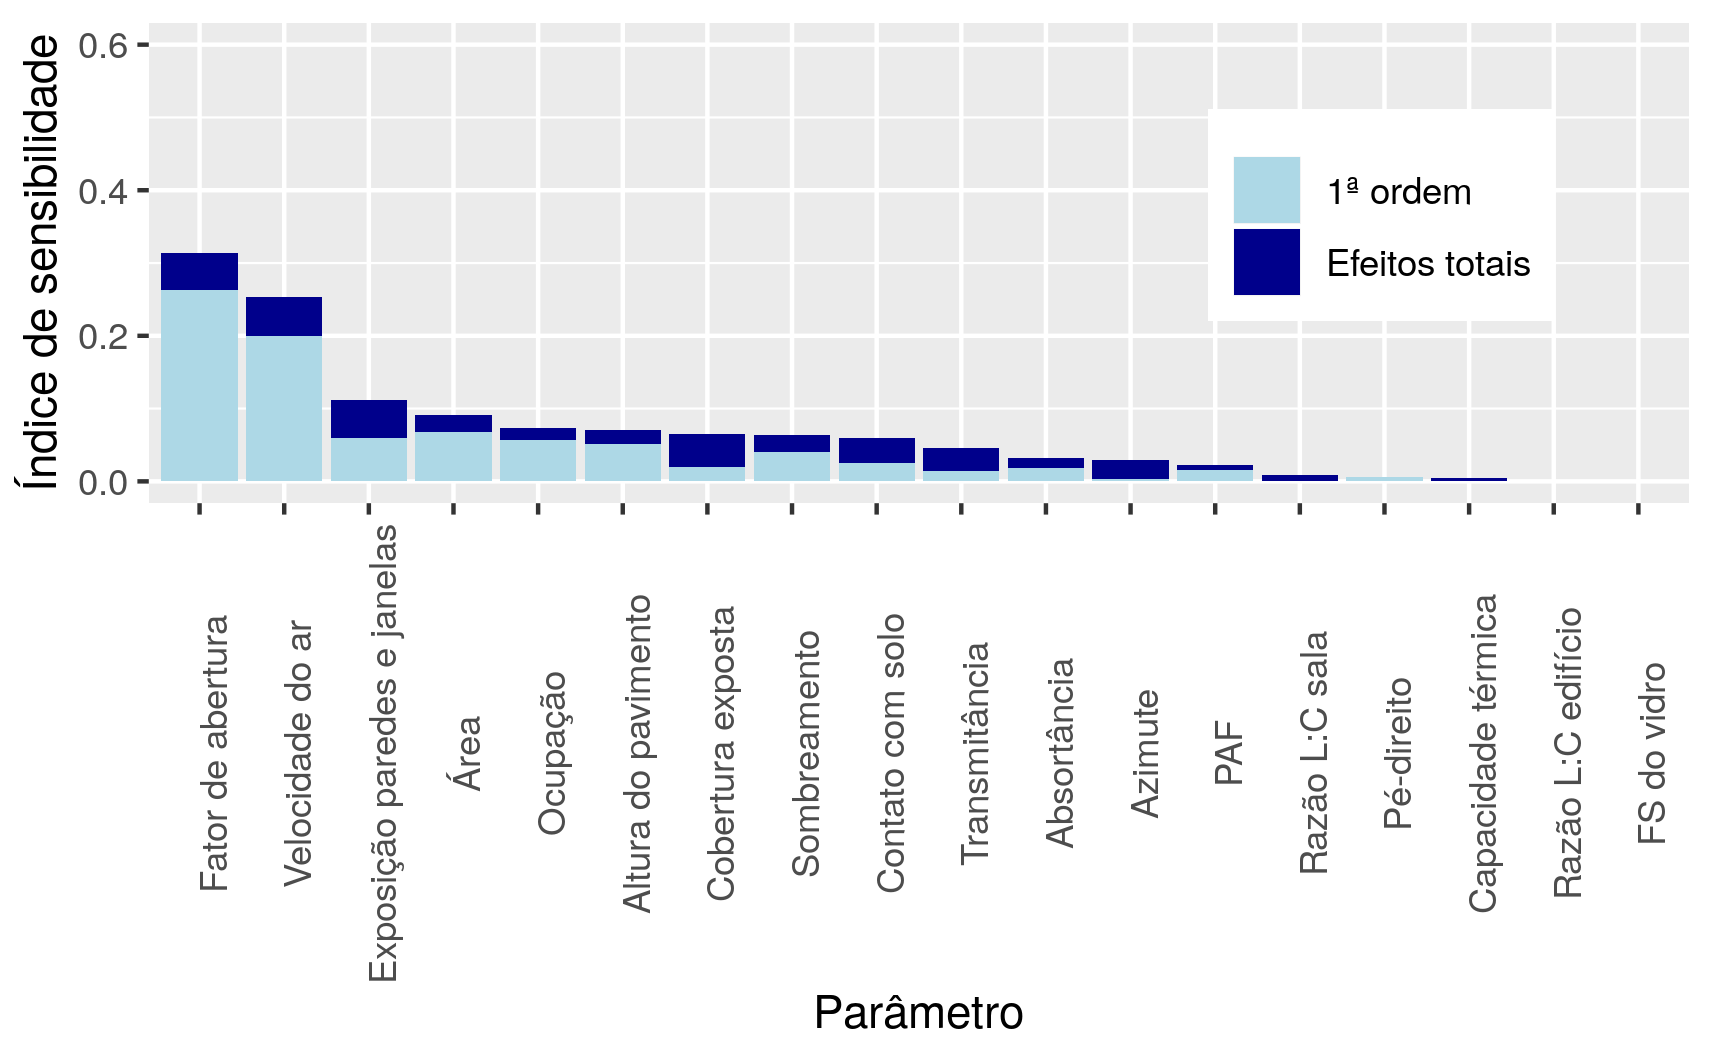 Índice de sensibilidade
0.6
0.4
0.2
0.0
1ª ordem
Efeitos totais
Fator de abertura
Velocidade do ar
Exposição paredes e janelas
Área
Ocupação
Altura do pavimento
Cobertura exposta
Sombreamento
Contato com solo
Transmitância
Absortância
Azimute
PAF
Razão L:C sala
Pé-direito
Capacidade térmica
Razão L:C edifício
FS do vidro
Parâmetro